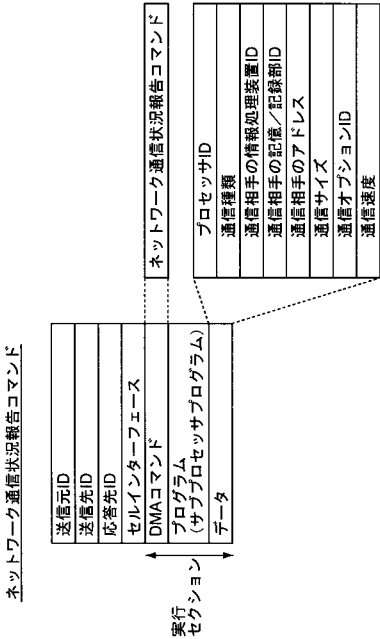 ネットワーク通信状況報告コマンド
送信元ID
送信先ID
応答先ID
セルインターフェース
DMAコマンド
プログラム
(サブプロセッサプログラム)
データ
実行
セクション
ネットワーク通信状況報告コマンド
プロセッサID
通信種類
通信相手の情報処理装置ID
通信相手の記憶/記録部ID
通信相手のアドレス
通信サイズ
通信オプションID
通信速度